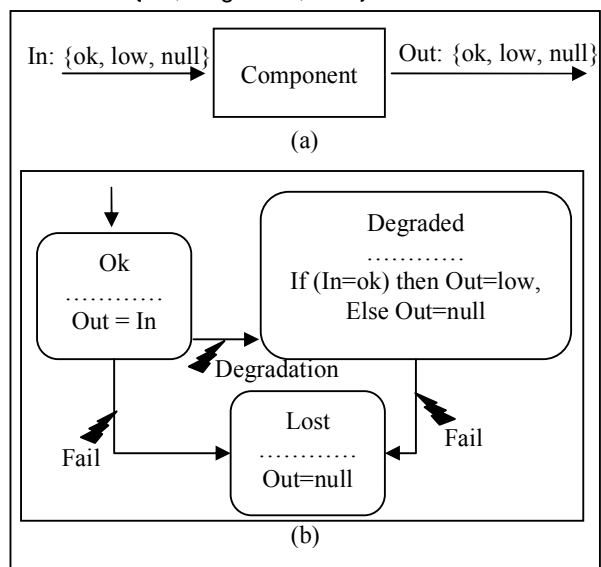 In: {ok, low, null}
Component
Out: {ok, low, null}
(a)
Ok
…………
Out = In
Degraded
…………
If (In=ok) then Out=low,
Else Out=null
Degradation
Fail
Lost
…………
Out=null
Fail
(b)